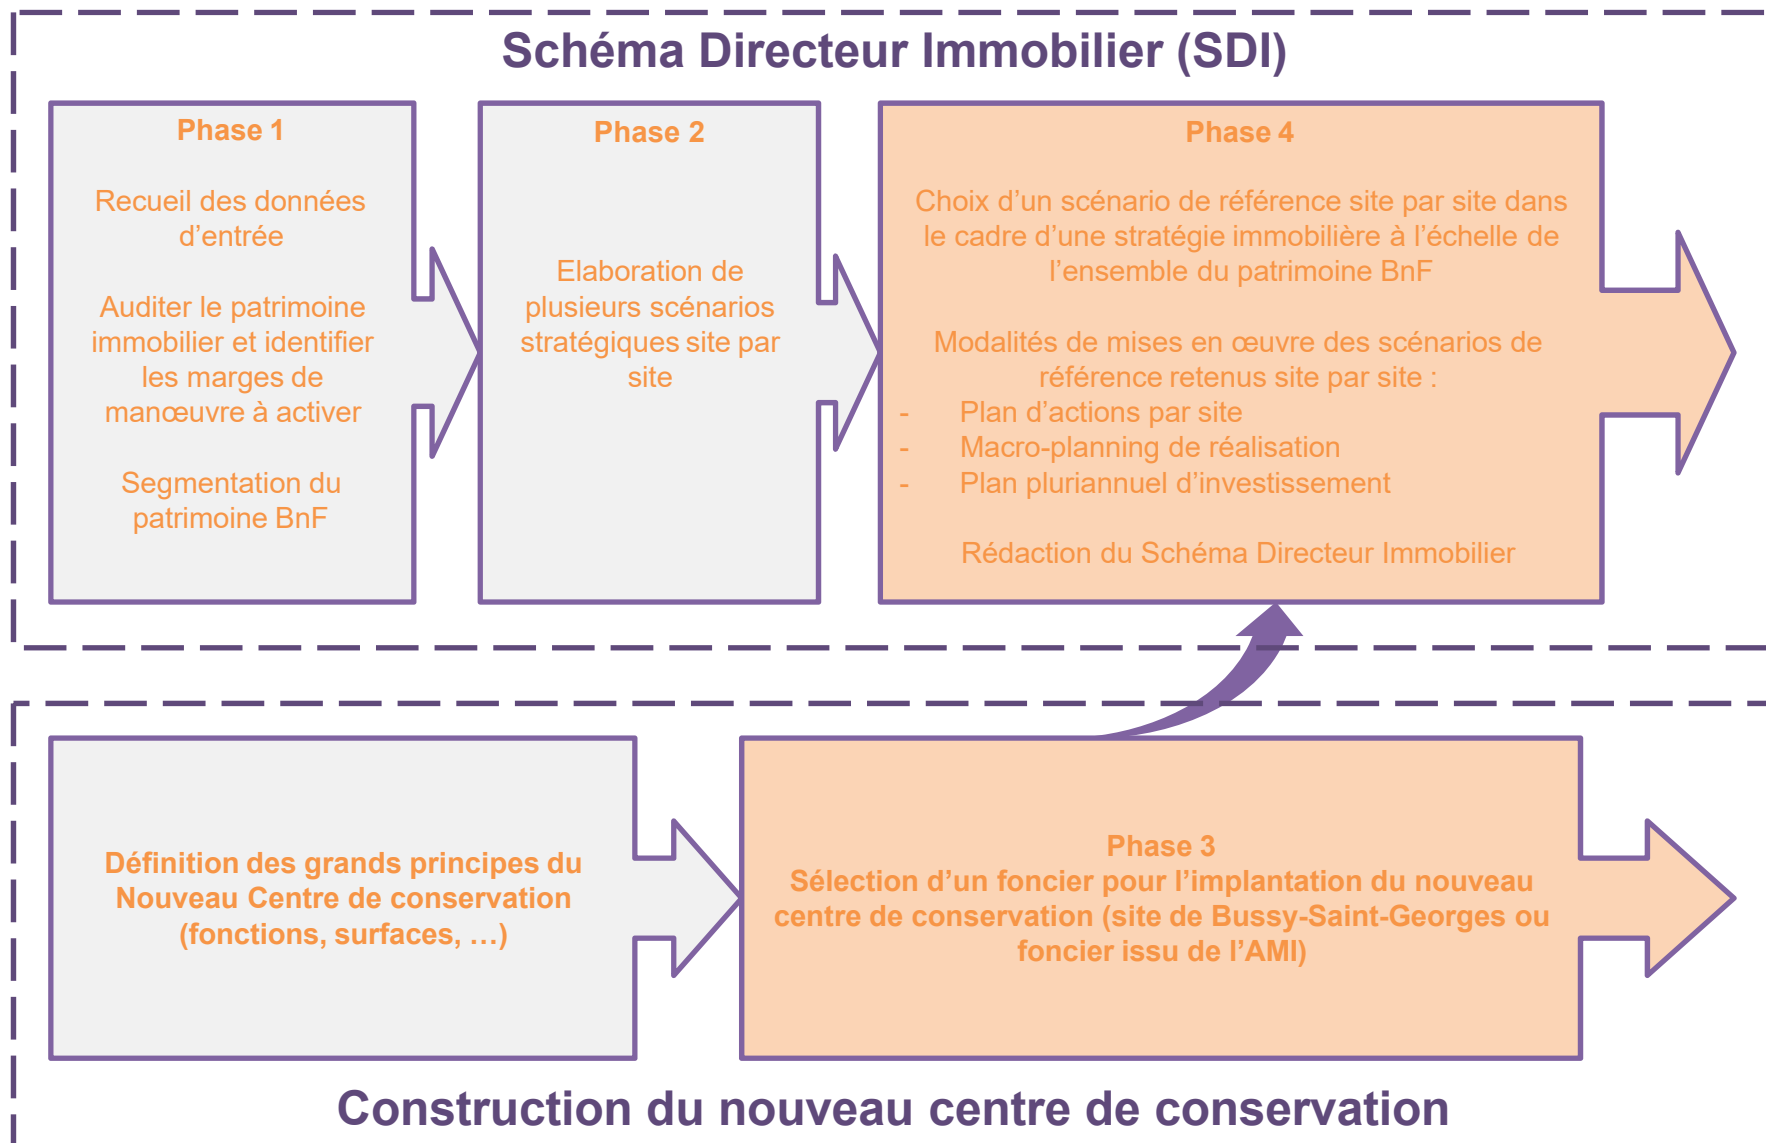 Schéma Directeur Immobilier (SDI)
Phase 1
Recueil des données
d’entrée
Auditer le patrimoine
immobilier et identifier
les marges de
manœuvre à activer
Segmentation du
patrimoine BnF
Phase 2
Elaboration de
plusieurs scénarios
stratégiques site par
site
Phase 4
Choix d’un scénario de référence site par site dans
le cadre d’une stratégie immobilière à l’échelle de
l’ensemble du patrimoine BnF
Modalités de mises en œuvre des scénarios de
référence retenus site par site :
- Plan d’actions par site
- Macro-planning de réalisation
- Plan pluriannuel d’investissement
Rédaction du Schéma Directeur Immobilier
Définition des grands principes du
Nouveau Centre de conservation
(fonctions, surfaces, …)
Phase 3
Sélection d’un foncier pour l’implantation du nouveau
centre de conservation (site de Bussy-Saint-Georges ou
foncier issu de l’AMI)
Construction du nouveau centre de conservation